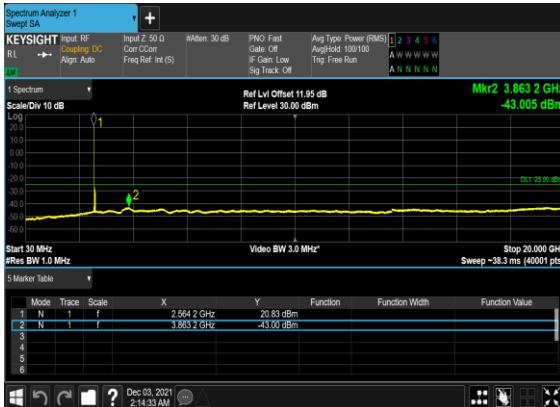 Spectrum Analyzer 1
Swept SA
+
KEYSIGHT Input: RF Input Z: 50 Ω #Atten: 30 dB PNO: Fast Avg Type: Power (RMS) 1 2 3 4 5 6
RL Coupling: DC Corr CCorr Gate: Off Avg|Hold: 100/100 A W W W W W
Align: Auto Freq Ref: Int (S) IF Gain: Low Trig: Free Run
Sig Track: Off A N N N N N
1 Spectrum
Scale/Div 10 dB
Ref Lvl Offset 11.95 dB
Ref Level 30.00 dBm
Mkr2 3.863 2 GHz
-43.005 dBm
Log
20.0
10.0
0.00
-10.0
-20.0
-30.0
-40.0
-50.0
-60.0
1
2
Start 30 MHz Video BW 3.0 MHz* Stop 20.000 GHz
#Res BW 1.0 MHz Sweep ~38.3 ms (40001 pts)
5 Marker Table
Mode Trace Scale X Y Function Function Width Function Value
1 N 1 f 2.564 2 GHz 20.83 dBm
2 N 1 f 3.863 2 GHz -43.00 dBm
3
4
5
6
? Dec 03, 2021
2:14:33 AM